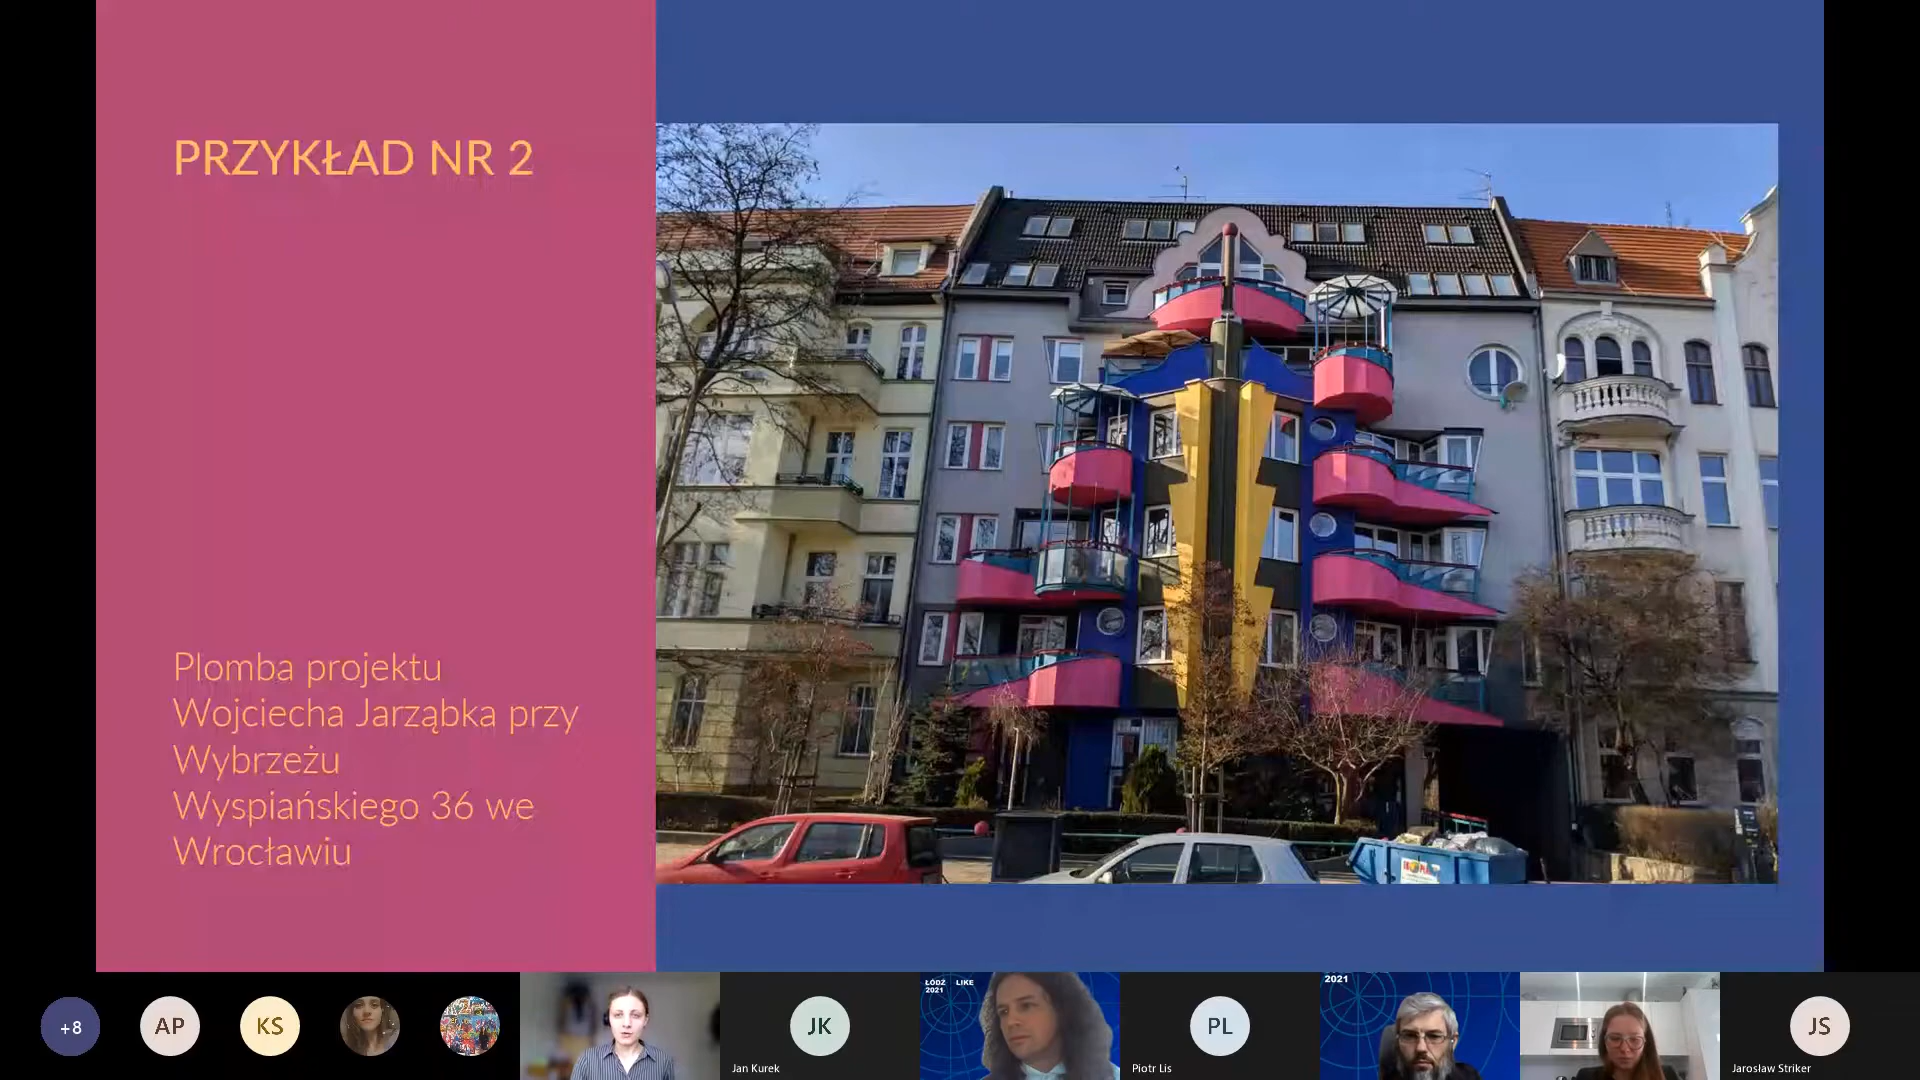 PRZYKŁAD NR 2
Plomba projektu
Wojciecha Jarząbka przy
Wybrzeżu
Wyspiańskiego 36 we
Wrocławiu
+8
AP
KS
JK
Jan Kurek
ŁÓDŹ LIKE
2021
PL
Piotr Lis
2021
JS
Jarosław Striker